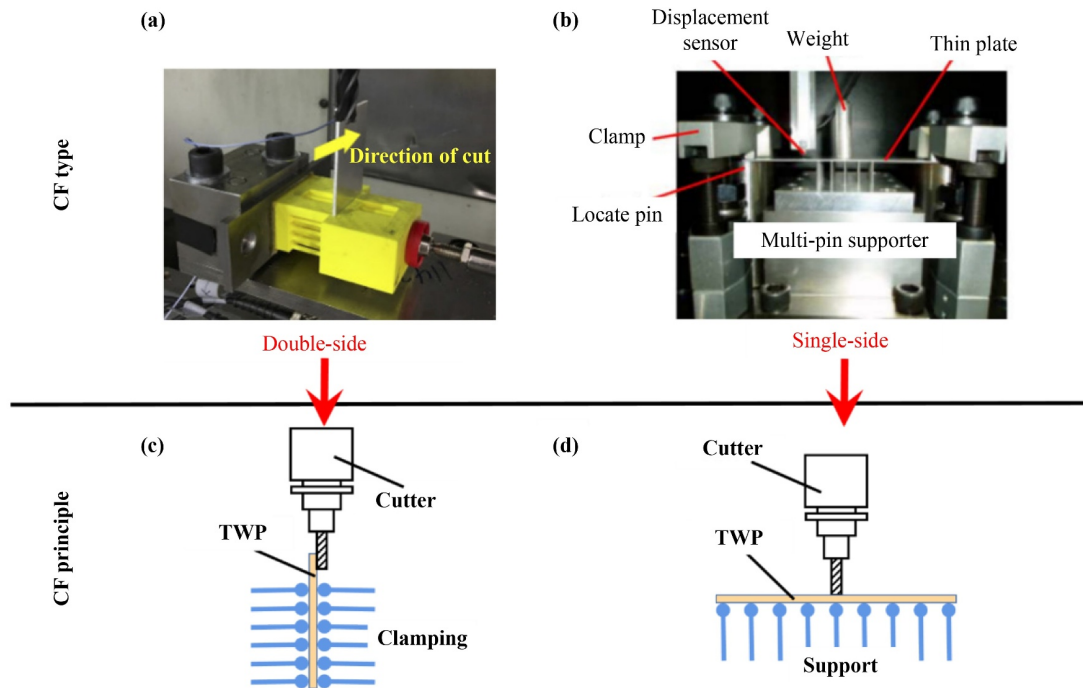 (a)
(b)
Displacement
sensor
Weight
Thin plate
Clamp
Direction of cut
Locate pin
Multi-pin supporter
CF type
Double-side
Single-side
(c)
(d)
Cutter
Cutter
TWP
TWP
CF principle
Clamping
Support